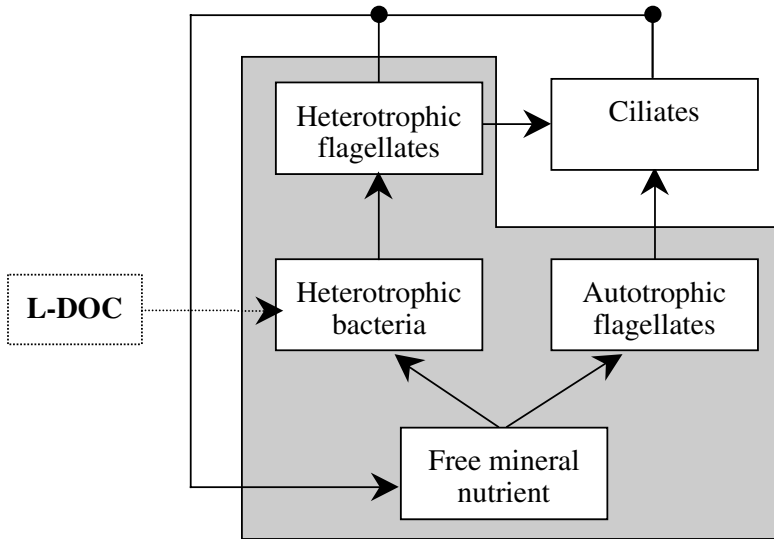 Heterotrophic
flagellates
Ciliates
L-DOC
Heterotrophic
bacteria
Autotrophic
flagellates
Free mineral
nutrient